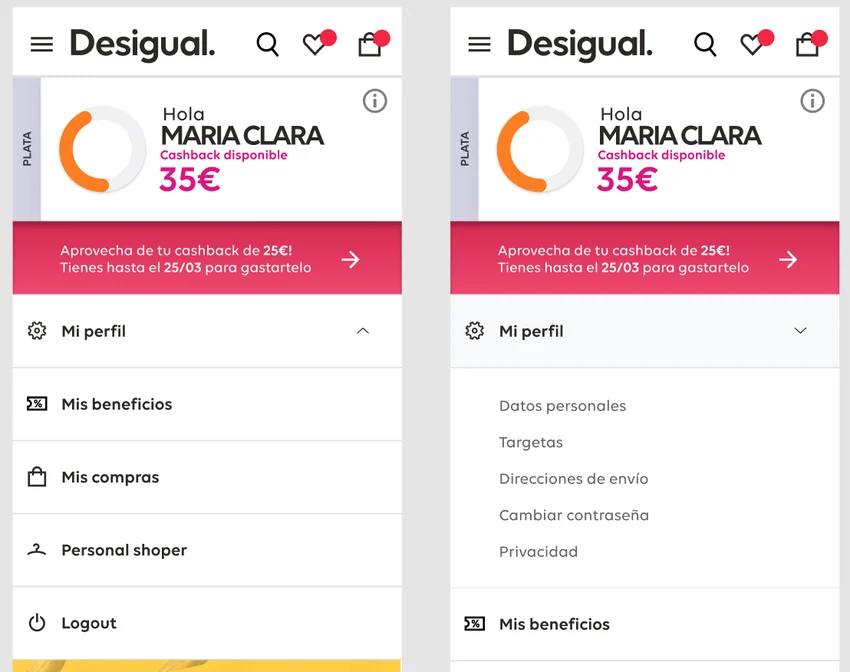 Desigual.
PLATA
Hola
MARIA CLARA
Cashback disponible
35€
Aprovecha de tu cashback de 25€!
Tienes hasta el 25/03 para gastartelo
Mi perfil
Mis beneficios
Mis compras
Personal shoper
Logout
Desigual.
PLATA
Hola
MARIA CLARA
Cashback disponible
35€
Aprovecha de tu cashback de 25€!
Tienes hasta el 25/03 para gastartelo
Mi perfil
Datos personales
Targetas
Direcciones de envío
Cambiar contraseña
Privacidad
Mis beneficios